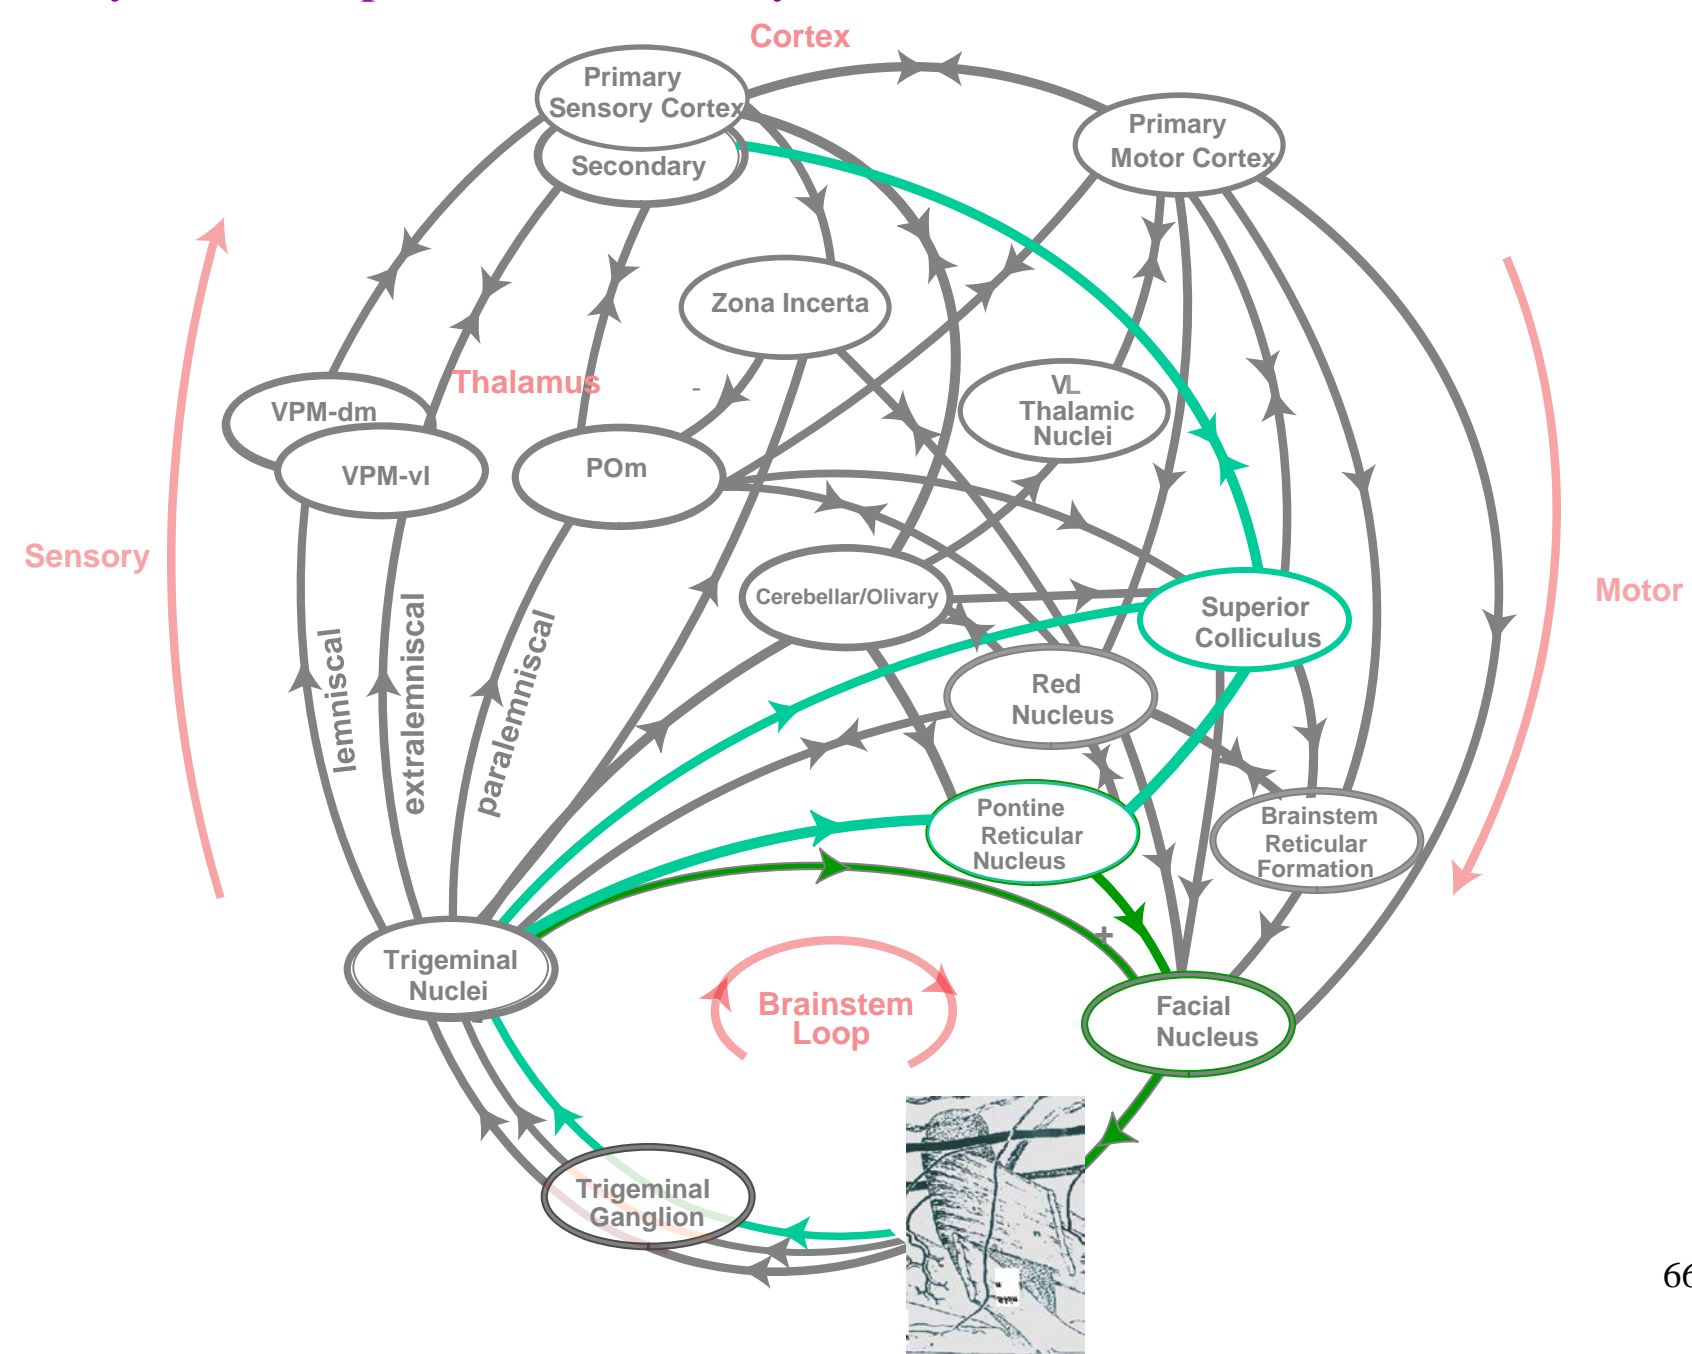 Cortex
Primary
Sensory Cortex
Secondary
Primary
Motor Cortex
Zona Incerta
Thalamus
-
VPM-dm
VPM-vl
POm
VL
Thalamic
Nuclei
Sensory
Motor
lemniscal
extralemniscal
paralemniscal
Cerebellar/Olivary
Superior
Colliculus
Red
Nucleus
Pontine
Reticular
Nucleus
-
Brainstem
Reticular
Formation
+
Trigeminal
Nuclei
Brainstem
Loop
Facial
Nucleus
Trigeminal
Ganglion
Skin
66